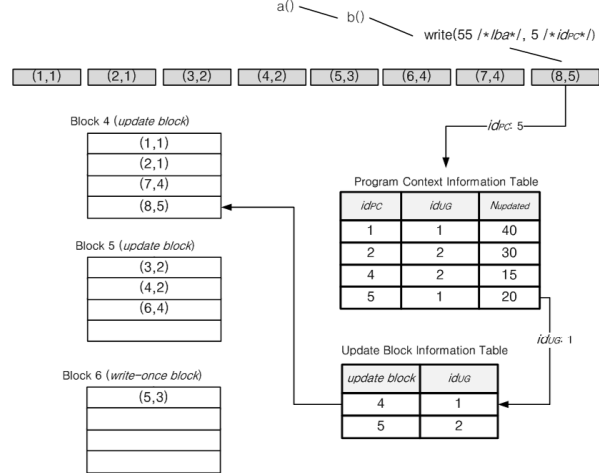 a()
b()
write(55 /*lba*/, 5 /*idPC*/)
(1,1) (2,1) (3,2) (4,2) (5,3) (6,4) (7,4) (8,5)
idPC: 5
Block 4 (update block)
(1,1)
(2,1)
(7,4)
(8,5)
Block 5 (update block)
(3,2)
(4,2)
(6,4)
Block 6 (write-once block)
(5,3)
Program Context Information Table
idPC idUG Nupdated
1 1 40
2 2 30
4 2 15
5 1 20
idUG: 1
Update Block Information Table
update block idUG
4 1
5 2